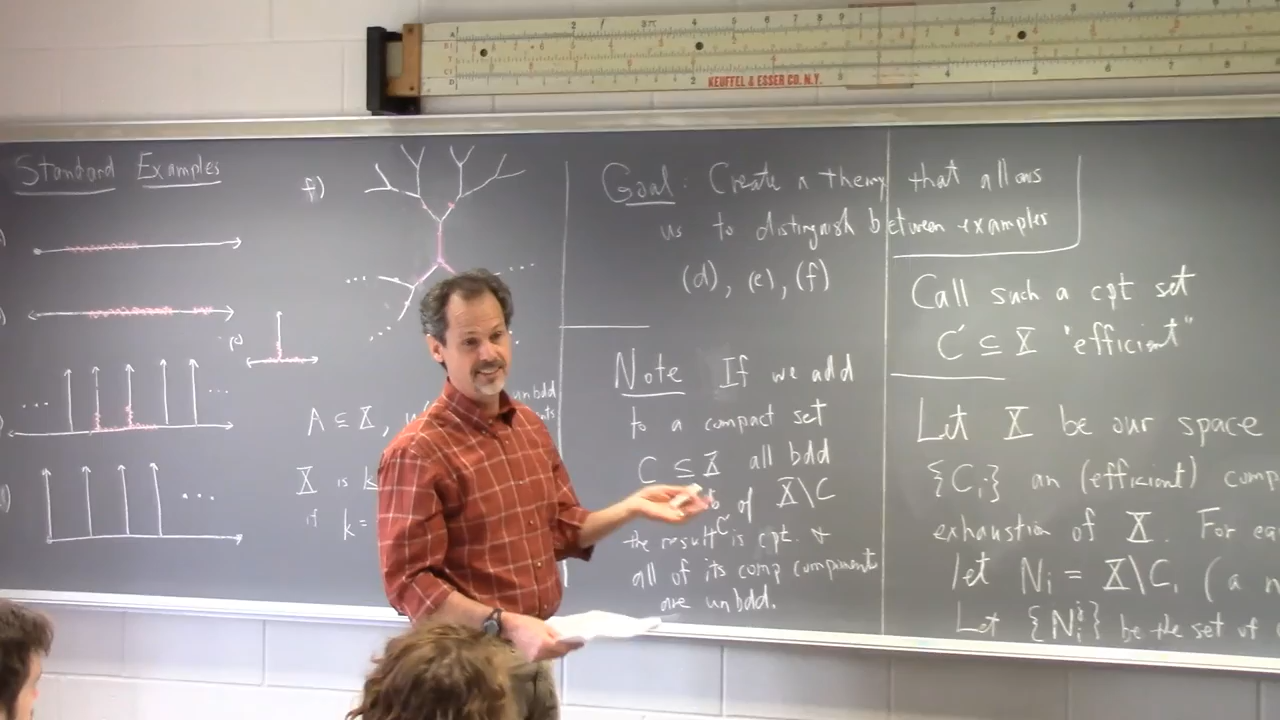 KEUFFEL & ESSER CO. N.Y.
Standard Examples
f)
(e)
A ⊆ X,
unbdd
X is k
if k =
Goal: Create a theory that allows
us to distinguish between examples
(d), (e), (f)
Note If we add
to a compact set
C ⊆ X all bdd
of X\C
the result C' is cpt. &
all of its comp components
are unbdd.
Call such a cpt set
C' ⊆ X "efficient"
Let X be our space
{Ci} an (efficient)
exhaustion of X. For
let Ni = X\Ci (a
Let {Ni} be the set of